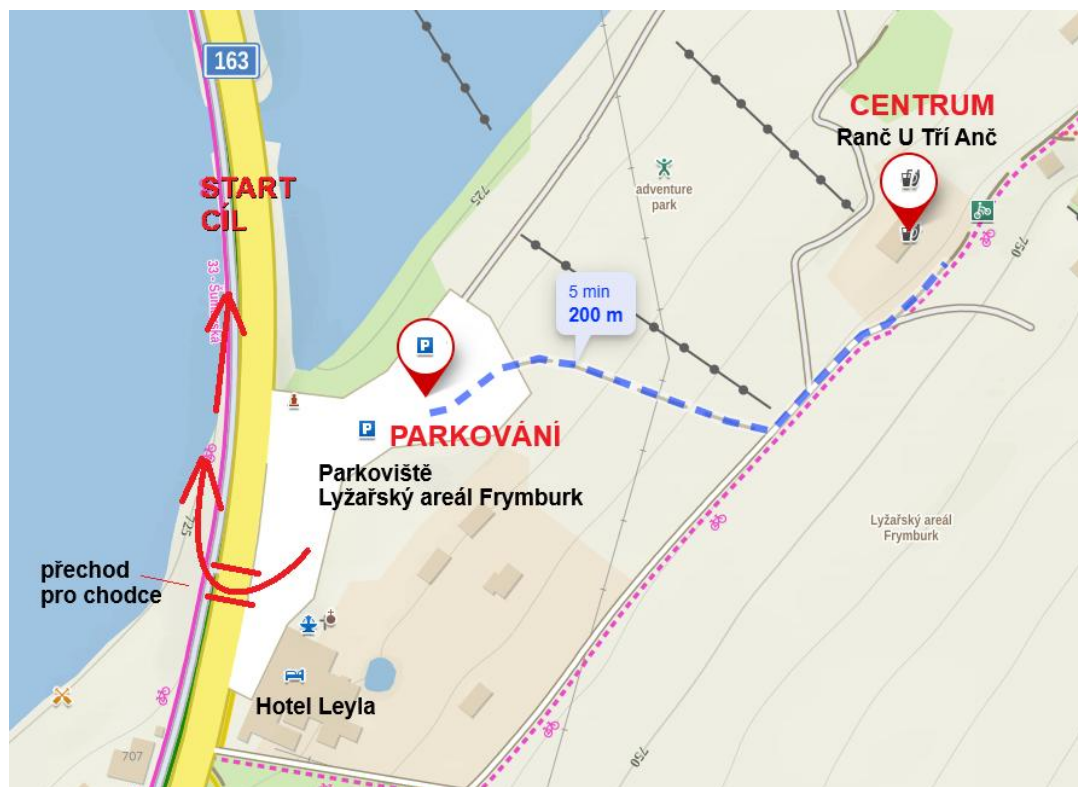 163
CENTRUM
Ranč U Tří Anč
START
CÍL
adventure
park
725
750
33 - Šumavská
5 min
200 m
P
P
PARKOVÁNÍ
Parkoviště
Lyžařský areál Frymburk
Lyžařský areál
Frymburk
725
přechod
pro chodce
Hotel Leyla
707
750